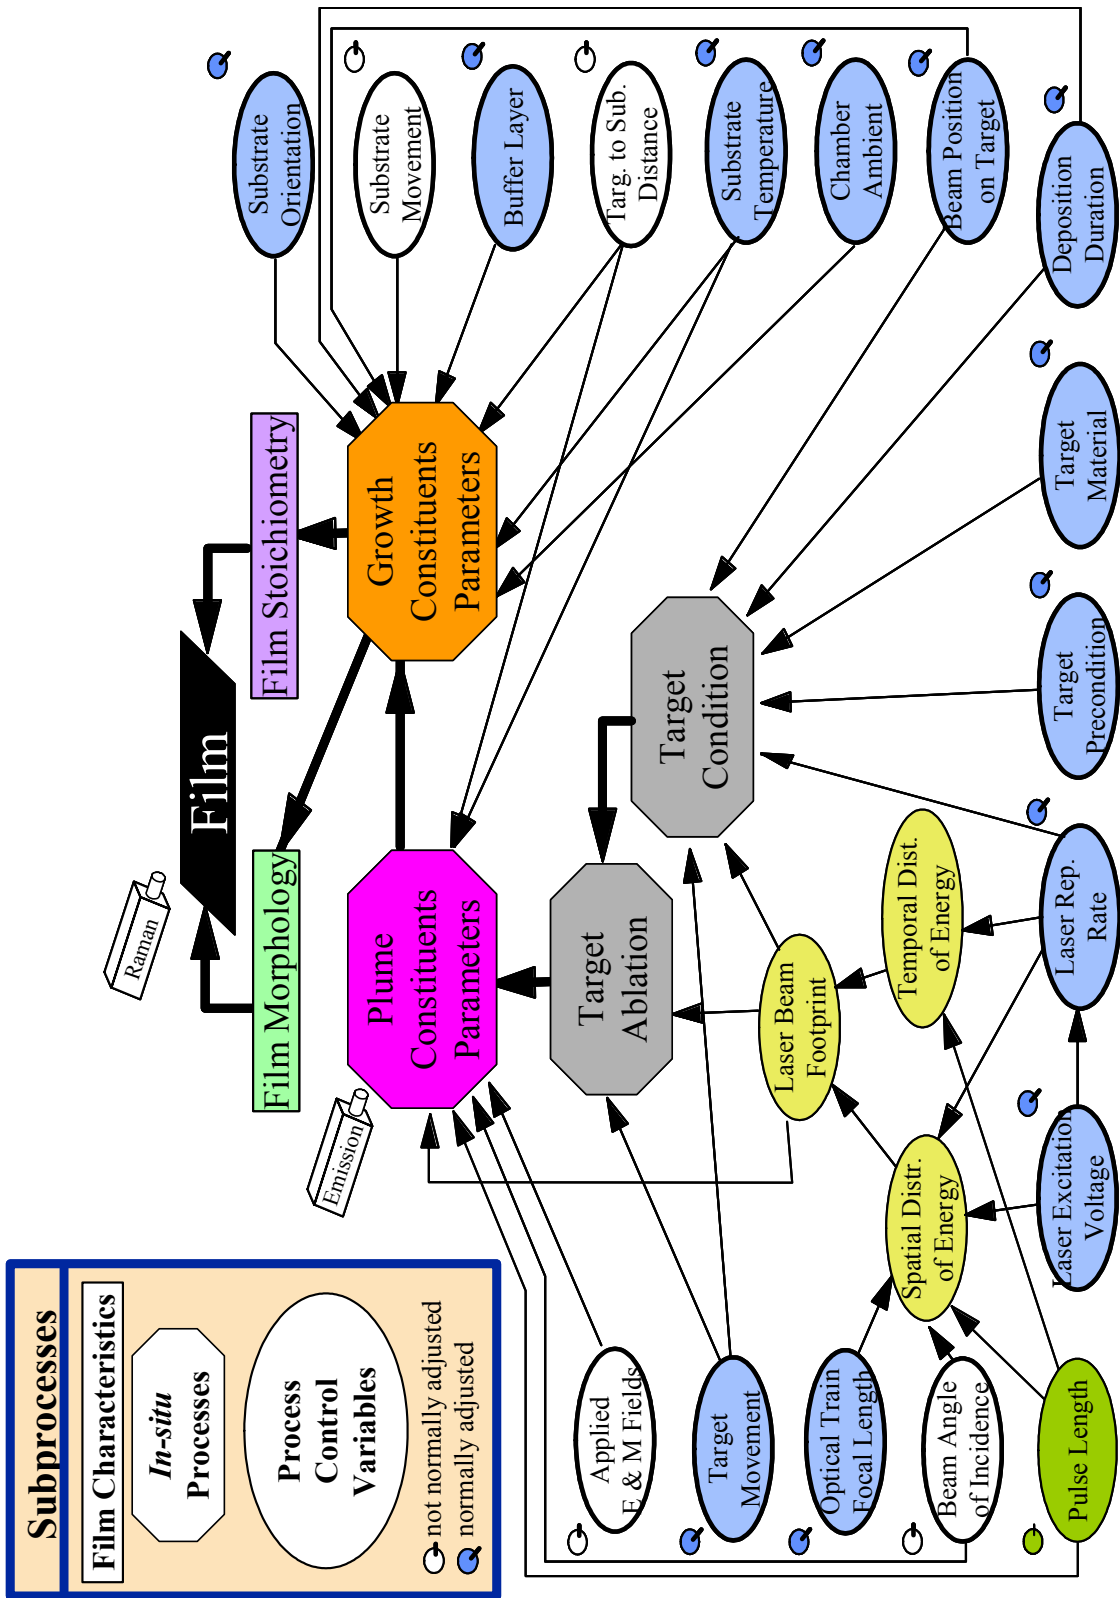 Subprocesses
Film Characteristics
In-situ
Processes
Process
Control
Variables
not normally adjusted
normally adjusted
Raman
Emission
Film
Film Morphology
Film Stoichiometry
Plume
Constituents
Parameters
Growth
Constituents
Parameters
Target
Ablation
Target
Condition
Substrate
Orientation
Substrate
Movement
Buffer Layer
Targ. to Sub.
Distance
Substrate
Temperature
Chamber
Ambient
Beam Position
on Target
Deposition
Duration
Applied
E & M Fields
Target
Movement
Optical Train
Focal Length
Beam Angle
of Incidence
Pulse Length
Laser Beam
Footprint
Spatial Distr.
of Energy
Temporal Dist.
of Energy
Laser Excitation
Voltage
Laser Rep.
Rate
Target
Precondition
Target
Material